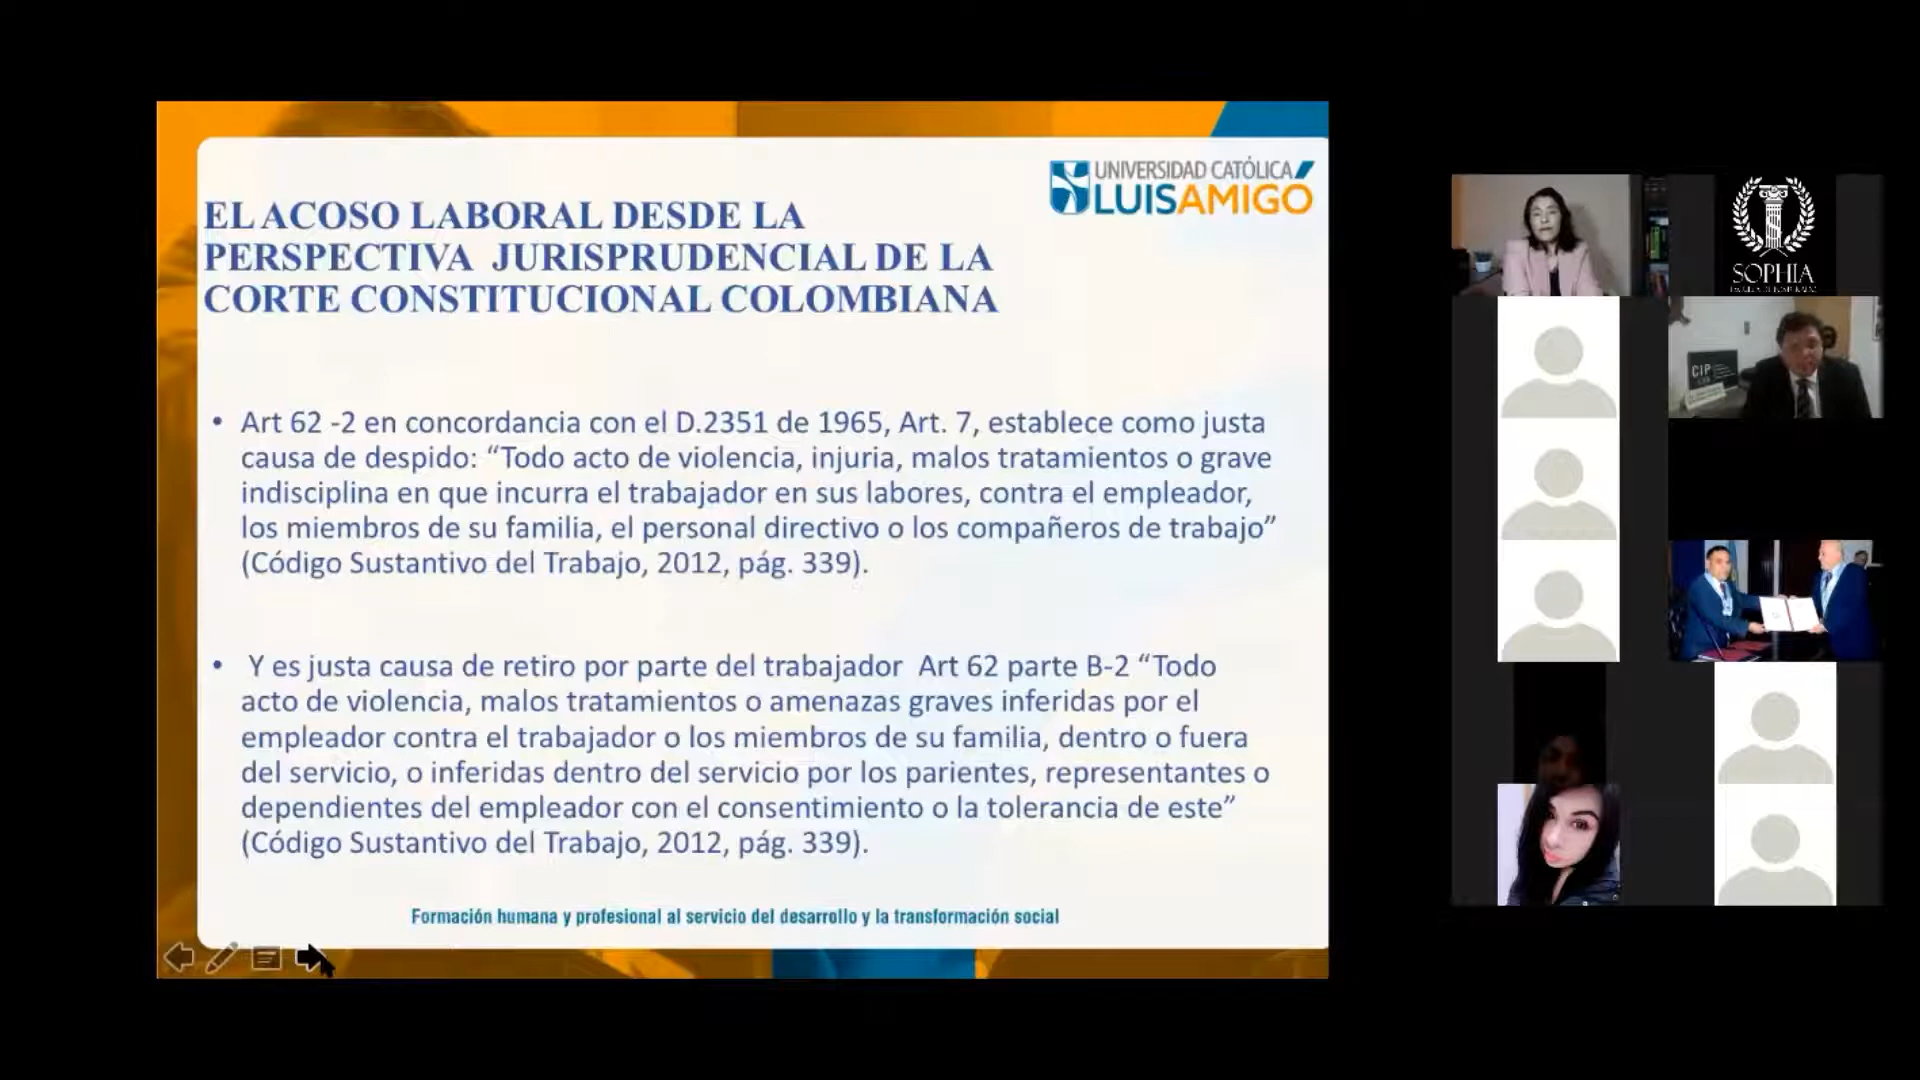 UNIVERSIDAD CATÓLICA
LUISAMIGÓ
EL ACOSO LABORAL DESDE LA
PERSPECTIVA JURISPRUDENCIAL DE LA
CORTE CONSTITUCIONAL COLOMBIANA
• Art 62 -2 en concordancia con el D.2351 de 1965, Art. 7, establece como justa
causa de despido: “Todo acto de violencia, injuria, malos tratamientos o grave
indisciplina en que incurra el trabajador en sus labores, contra el empleador,
los miembros de su familia, el personal directivo o los compañeros de trabajo”
(Código Sustantivo del Trabajo, 2012, pág. 339).
• Y es justa causa de retiro por parte del trabajador Art 62 parte B-2 “Todo
acto de violencia, malos tratamientos o amenazas graves inferidas por el
empleador contra el trabajador o los miembros de su familia, dentro o fuera
del servicio, o inferidas dentro del servicio por los parientes, representantes o
dependientes del empleador con el consentimiento o la tolerancia de este”
(Código Sustantivo del Trabajo, 2012, pág. 339).
Formación humana y profesional al servicio del desarrollo y la transformación social
SOPHIA
CIP